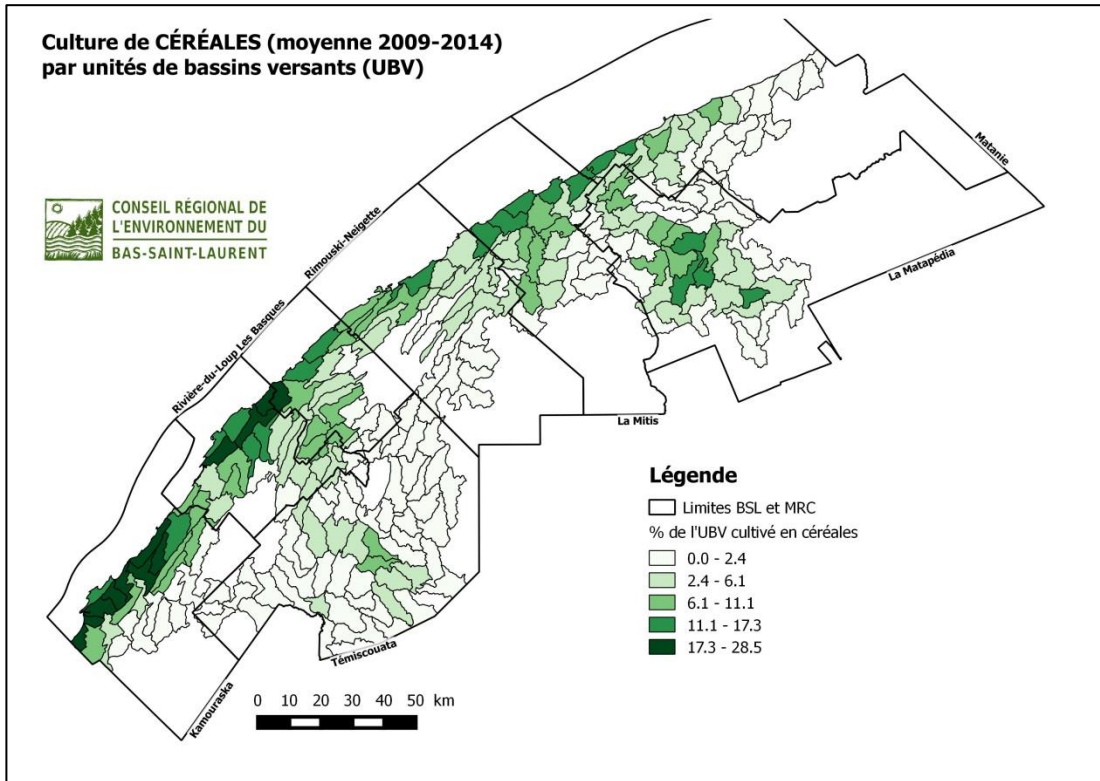 Culture de CÉRÉALES (moyenne 2009-2014)
par unités de bassins versants (UBV)
CONSEIL RÉGIONAL DE
L'ENVIRONNEMENT DU
BAS-SAINT-LAURENT
Matanie
La Matapédia
Rimouski-Neigette
Rivière-du-Loup Les Basques
La Mitis
Témiscouata
Kamouraska
Légende
Limites BSL et MRC
% de l'UBV cultivé en céréales
0.0 - 2.4
2.4 - 6.1
6.1 - 11.1
11.1 - 17.3
17.3 - 28.5
0 10 20 30 40 50 km